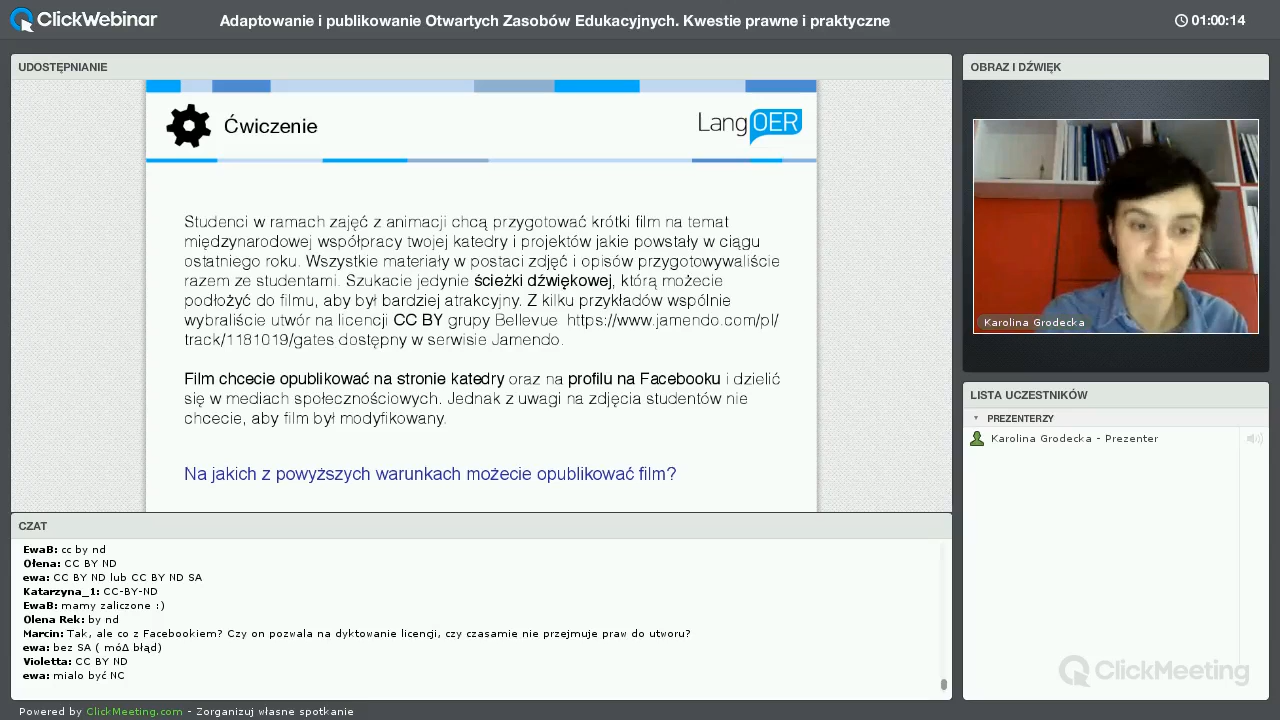 ClickWebinar
Adaptowanie i publikowanie Otwartych Zasobów Edukacyjnych. Kwestie prawne i praktyczne
01:00:14
UDOSTĘPNIANIE
Ćwiczenie
LangOER
Studenci w ramach zajęć z animacji chcą przygotować krótki film na temat
międzynarodowej współpracy twojej katedry i projektów jakie powstały w ciągu
ostatniego roku. Wszystkie materiały w postaci zdjęć i opisów przygotowywaliście
razem ze studentami. Szukacie jedynie ścieżki dźwiękowej, którą możecie
podłożyć do filmu, aby był bardziej atrakcyjny. Z kilku przykładów wspólnie
wybraliście utwór na licencji CC BY grupy Bellevue https://www.jamendo.com/pl/
track/1181019/gates dostępny w serwisie Jamendo.
Film chcecie opublikować na stronie katedry oraz na profilu na Facebooku i dzielić
się w mediach społecznościowych. Jednak z uwagi na zdjęcia studentów nie
chcecie, aby film był modyfikowany.
Na jakich z powyższych warunkach możecie opublikować film?
CZAT
EwaB: cc by nd
Ołena: CC BY ND
ewa: CC BY ND lub CC BY ND SA
Katarzyna_1: CC-BY-ND
EwaB: mamy zaliczone :)
Olena Rek: by nd
Marcin: Tak, ale co z Facebookiem? Czy on pozwala na dyktowanie licencji, czy czasamie nie przejmuje praw do utworu?
ewa: bez SA ( móΔ błąd)
Violetta: CC BY ND
ewa: mialo być NC
OBRAZ I DŹWIĘK
Karolina Grodecka
LISTA UCZESTNIKÓW
PREZENTERZY
Karolina Grodecka - Prezenter
ClickMeeting
Powered by ClickMeeting.com - Zorganizuj własne spotkanie